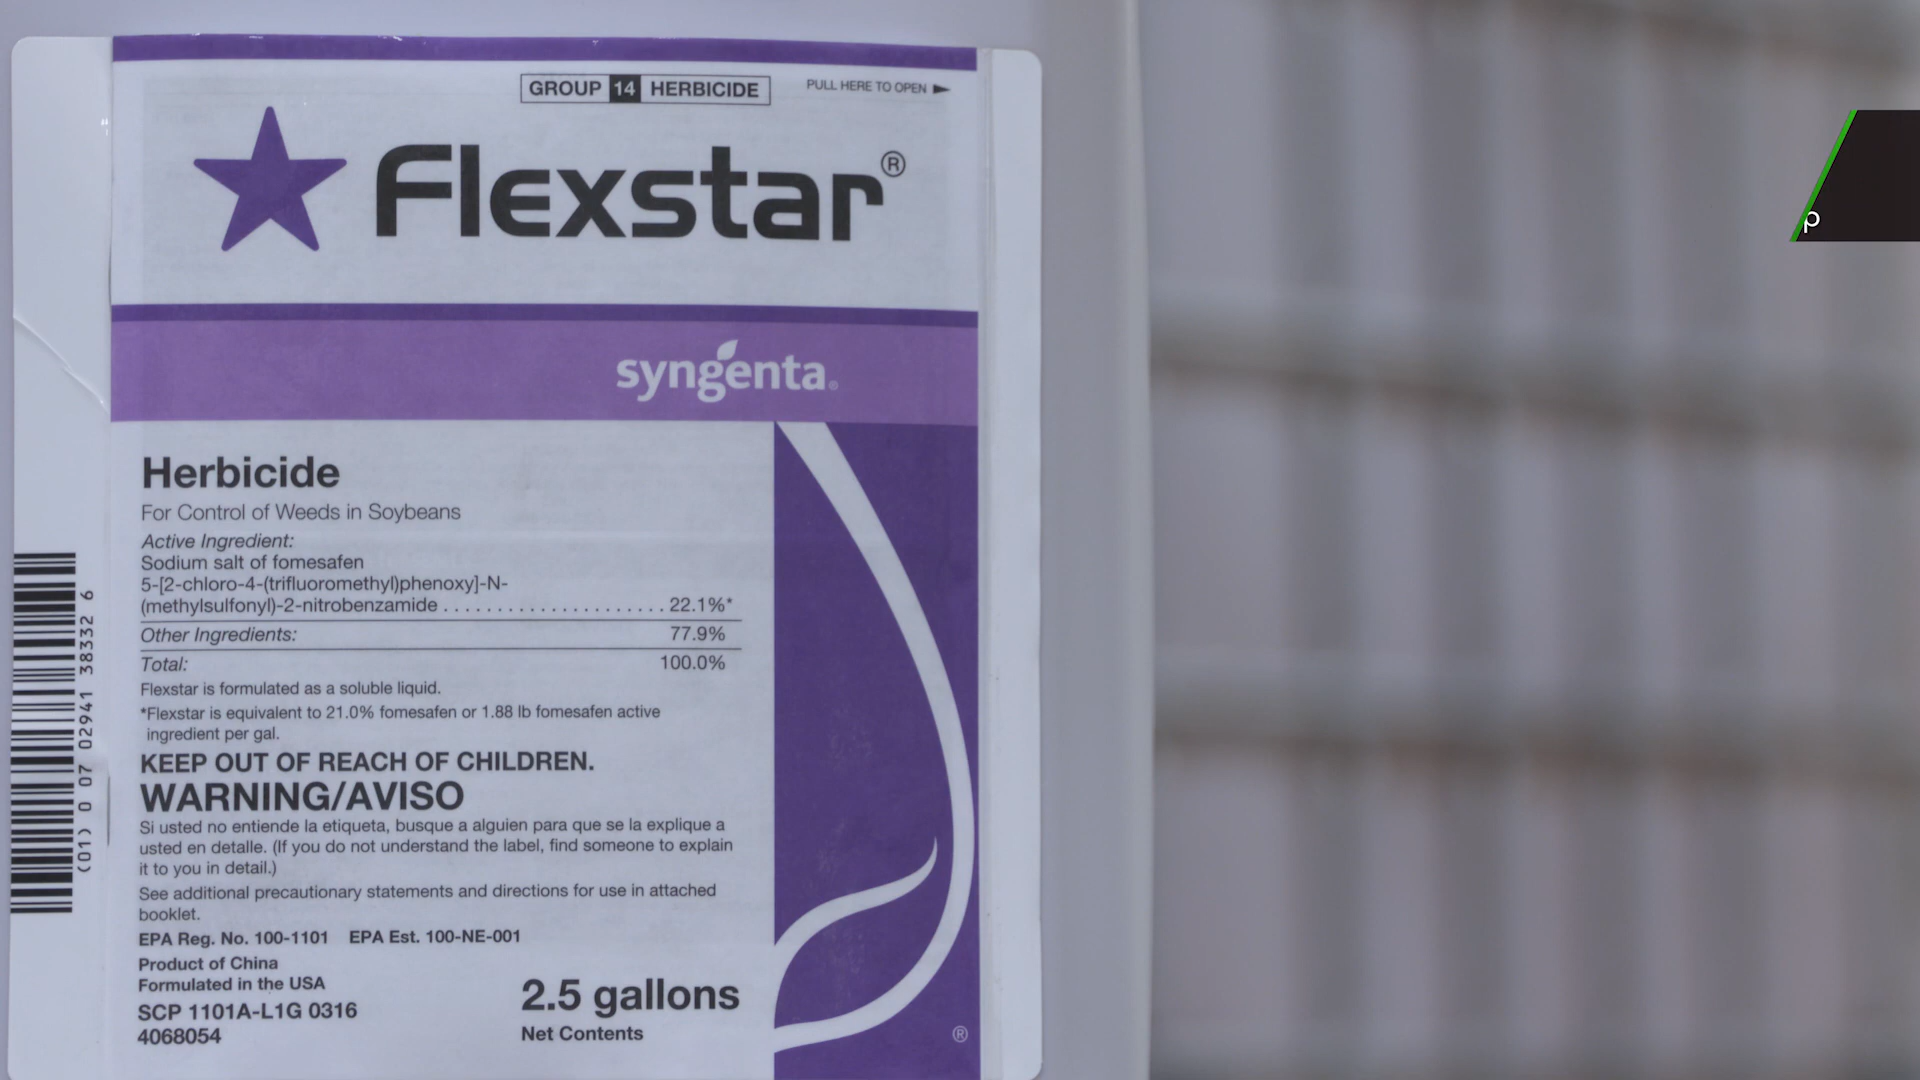 GROUP 14 HERBICIDE
PULL HERE TO OPEN
Flexstar®
syngenta®
Herbicide
For Control of Weeds in Soybeans
Active Ingredient:
Sodium salt of fomesafen
5-[2-chloro-4-(trifluoromethyl)phenoxy]-N-
(methylsulfonyl)-2-nitrobenzamide . . . . . . . . . . . . . . . . . . . . . 22.1%*
Other Ingredients: 77.9%
Total: 100.0%
Flexstar is formulated as a soluble liquid.
*Flexstar is equivalent to 21.0% fomesafen or 1.88 lb fomesafen active
ingredient per gal.
KEEP OUT OF REACH OF CHILDREN.
WARNING/AVISO
Si usted no entiende la etiqueta, busque a alguien para que se la explique a
usted en detalle. (If you do not understand the label, find someone to explain
it to you in detail.)
See additional precautionary statements and directions for use in attached
booklet.
EPA Reg. No. 100-1101 EPA Est. 100-NE-001
Product of China
Formulated in the USA
SCP 1101A-L1G 0316
4068054
2.5 gallons
Net Contents
®
(01) 0 07 02941 38332 6
p